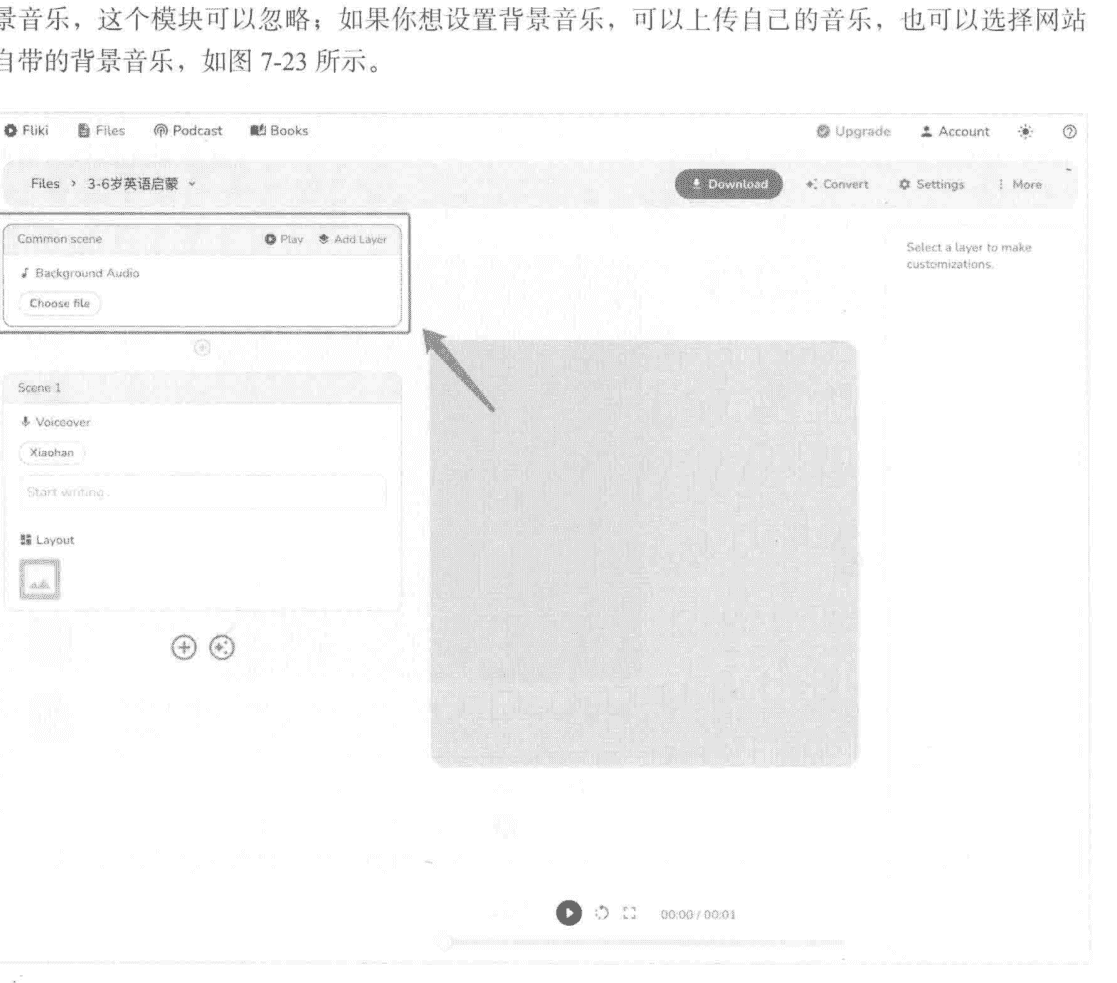 景音乐，这个模块可以忽略；如果你想设置背景音乐，可以上传自己的音乐，也可以选择网站
自带的背景音乐，如图 7-23 所示。
Fliki Files Podcast Books Upgrade Account
Files > 3-6岁英语启蒙 Download Convert Settings More
Common scene Play Add Layer
Select a layer to make
customizations.
Background Audio
Choose file
Scene 1
Voiceover
Xiaohan
Start writing..
Layout
00:00 / 00:01